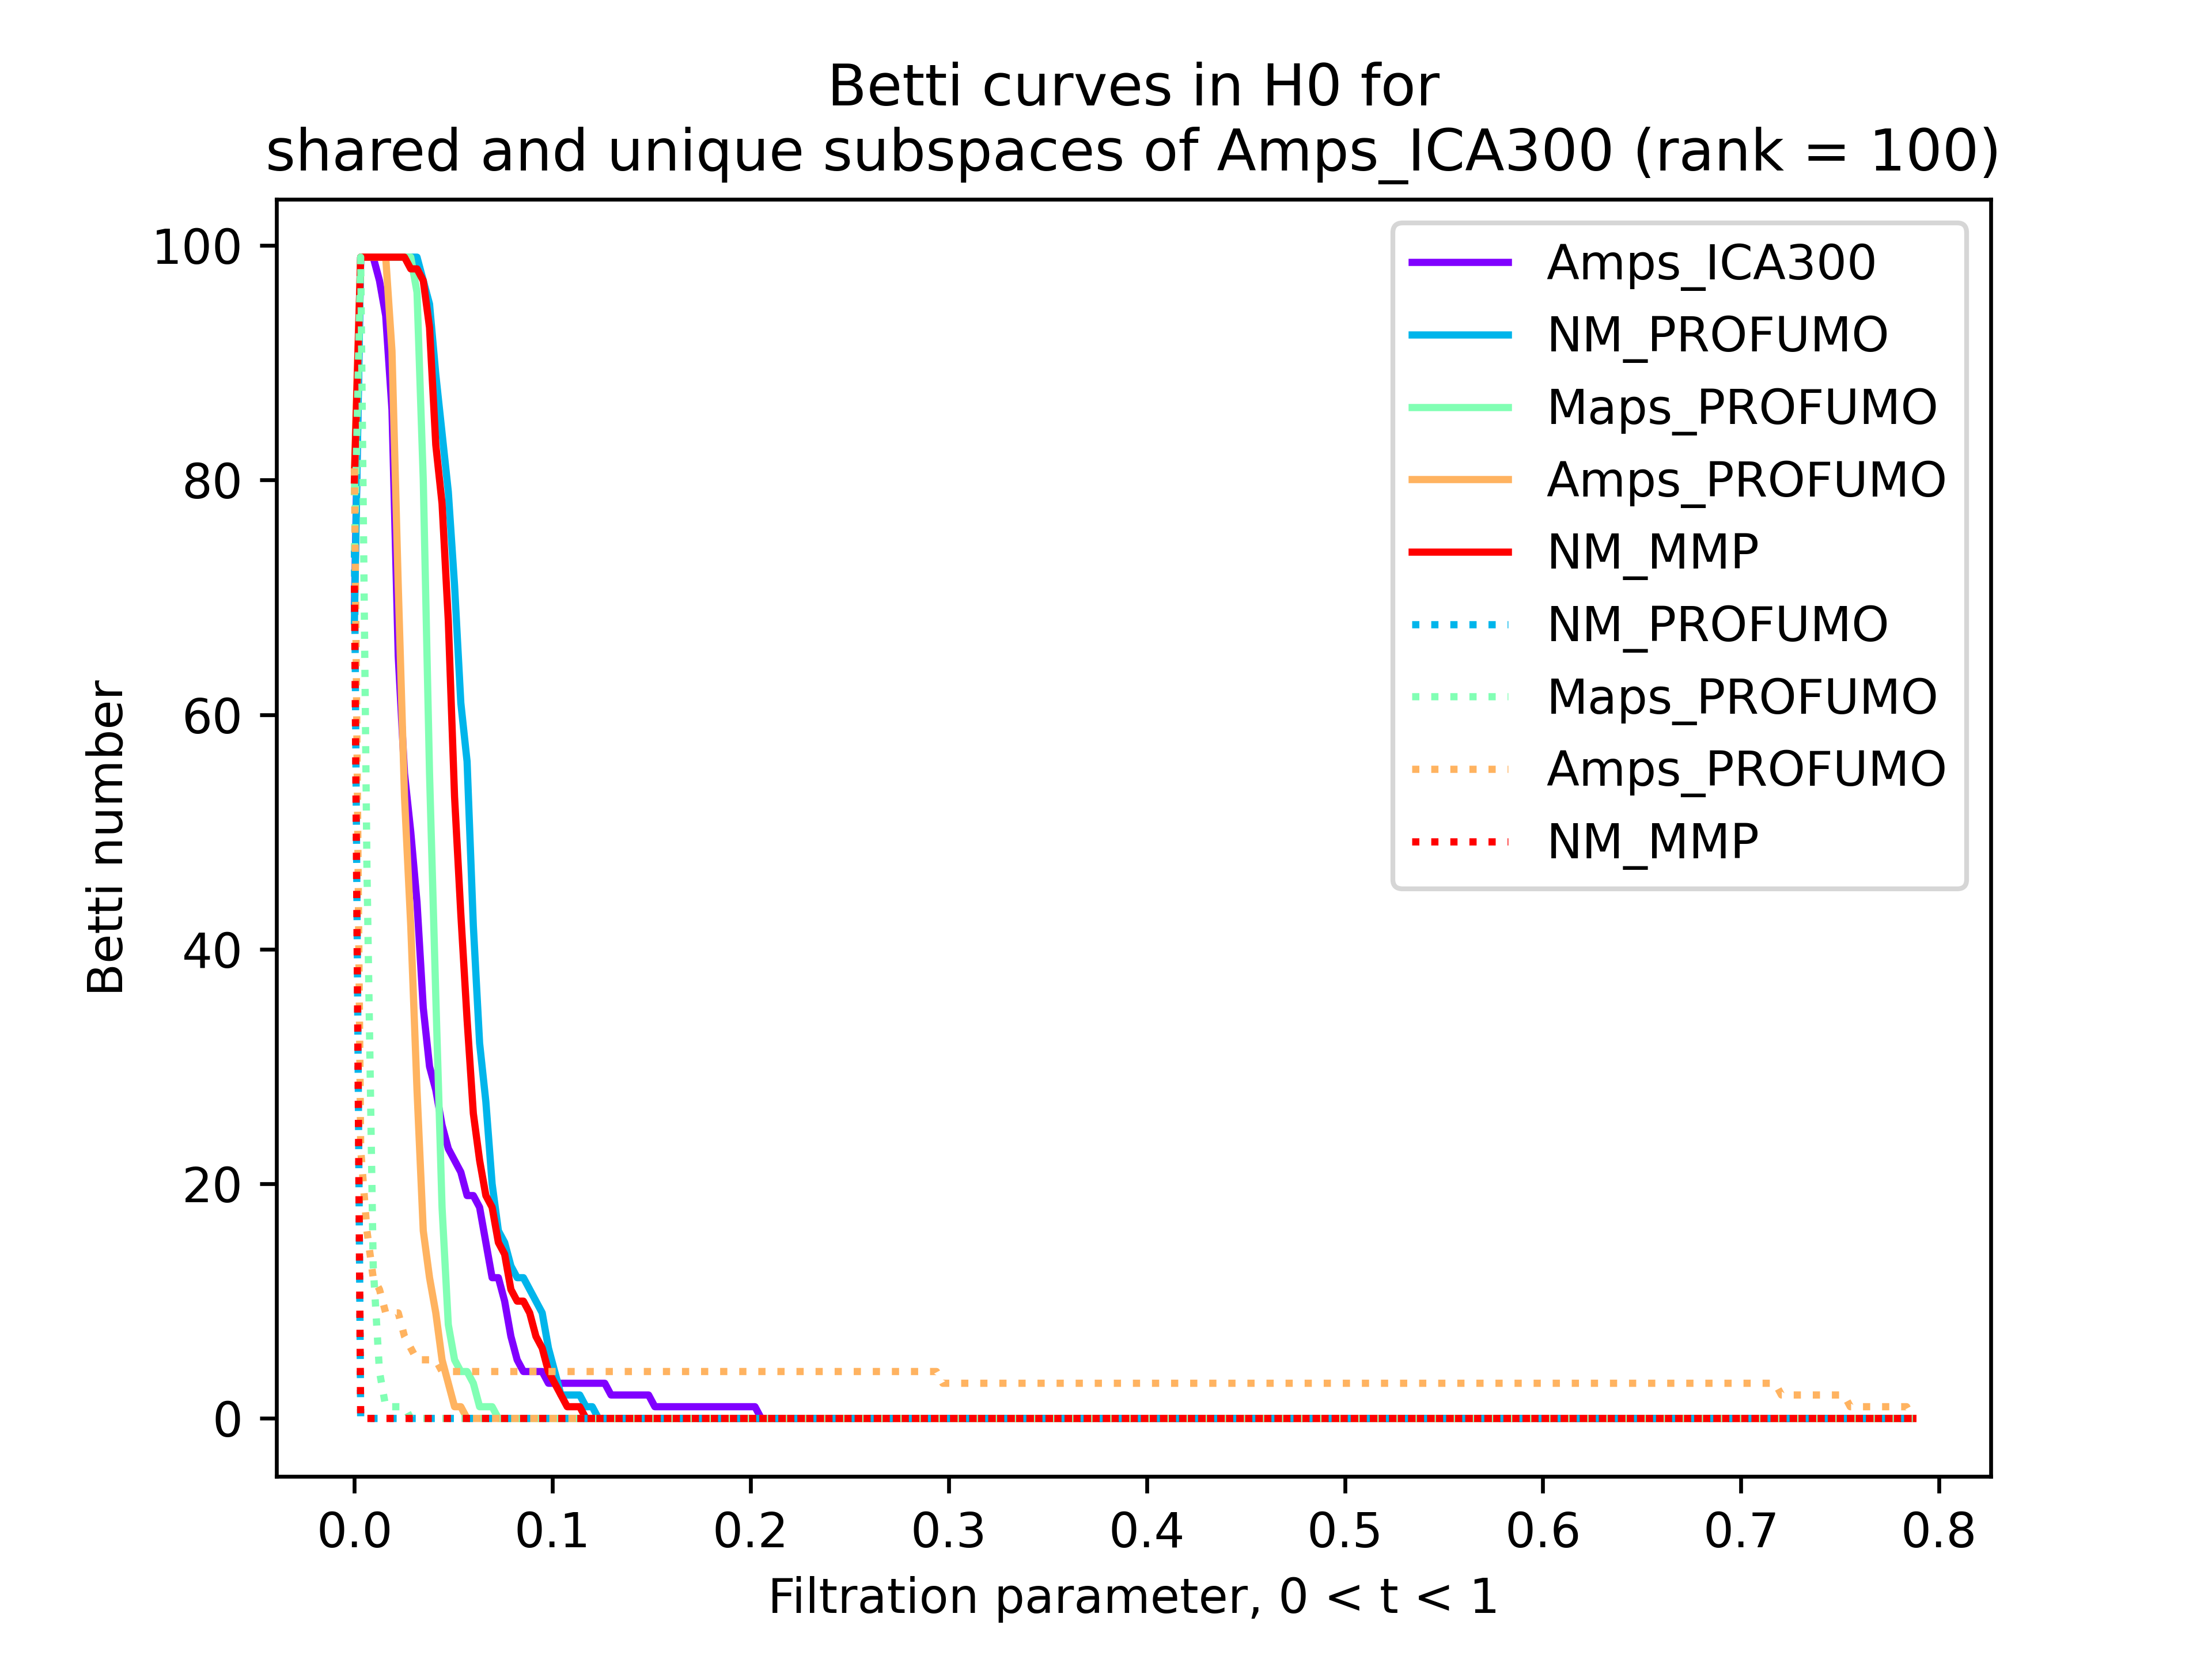 Betti curves in H0 for
shared and unique subspaces of Amps_ICA300 (rank = 100)
100
80
60
40
20
0
Betti number
Amps_ICA300
NM_PROFUMO
Maps_PROFUMO
Amps_PROFUMO
NM_MMP
NM_PROFUMO
Maps_PROFUMO
Amps_PROFUMO
NM_MMP
0.0 0.1 0.2 0.3 0.4 0.5 0.6 0.7 0.8
Filtration parameter, 0 < t < 1